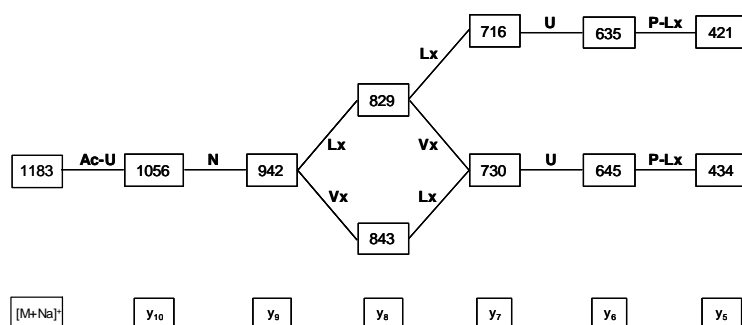 716 U 635 P-Lx 421
Lx
829
Lx Vx
1183 Ac-U 1056 N 942 730 U 645 P-Lx 434
Vx Lx
843
[M+Na]⁺ y₁₀ y₉ y₈ y₇ y₆ y₅